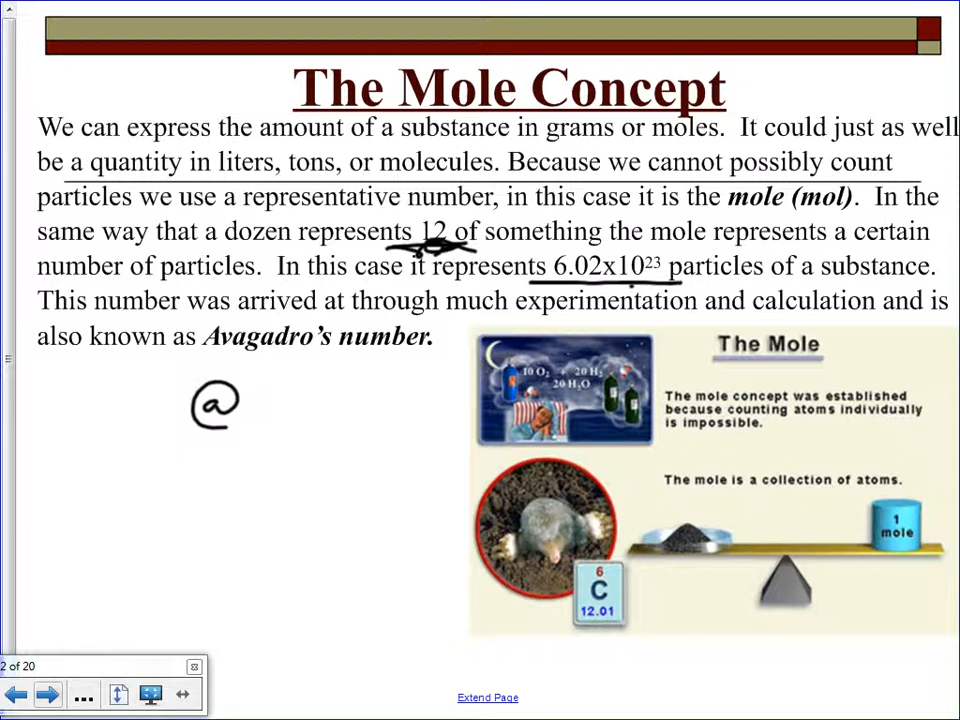 The Mole Concept
We can express the amount of a substance in grams or moles. It could just as well
be a quantity in liters, tons, or molecules. Because we cannot possibly count
particles we use a representative number, in this case it is the mole (mol). In the
same way that a dozen represents 12 of something the mole represents a certain
number of particles. In this case it represents 6.02x10²³ particles of a substance.
This number was arrived at through much experimentation and calculation and is
also known as Avagadro’s number.
@
10 O₂ + 20 H₂
20 H₂O
The Mole
The mole concept was established
because counting atoms individually
is impossible.
The mole is a collection of atoms.
1
mole
6
C
12.01
2 of 20
...
Extend Page